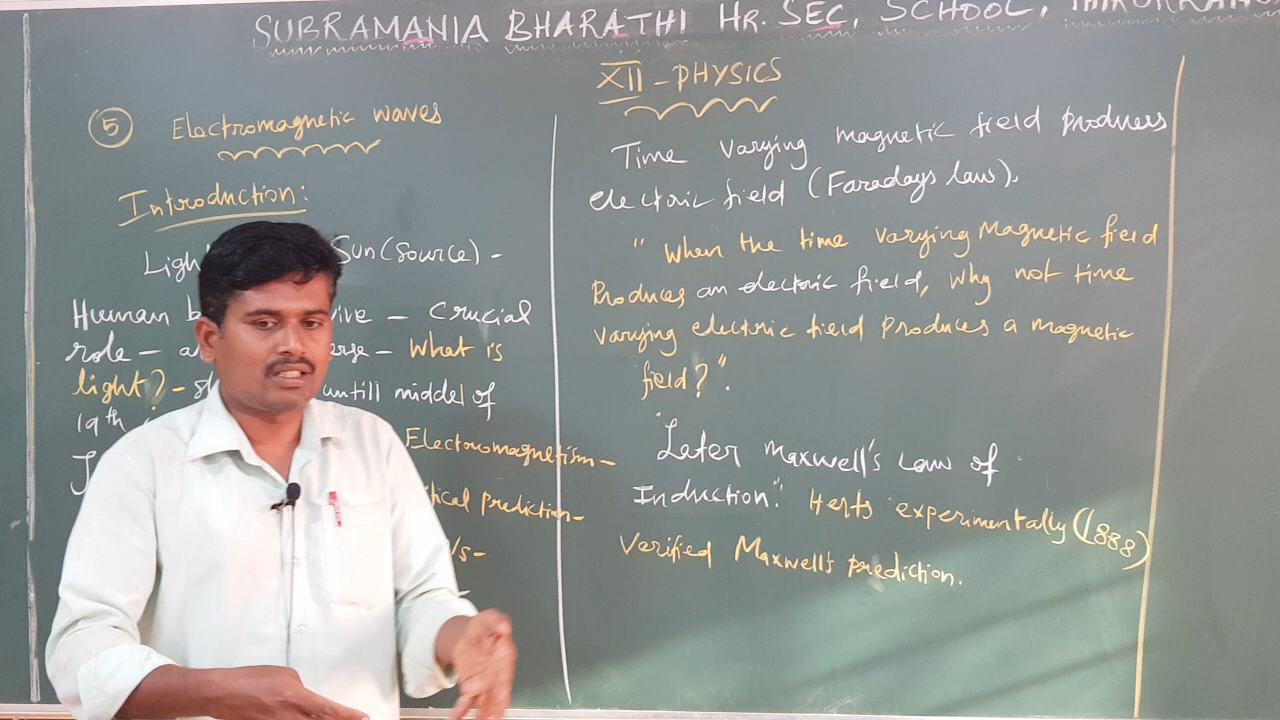 SUBRAMANIA BHARATHI HR. SEC. SCHOOL,
XII - PHYSICS
5 Electromagnetic waves
Introduction:
Sun (Source) -
Human - crucial
role - - What is
light? - untill middel of
19th
Electromagnetism -
prediction -
Time varying magnetic field produces
electric field (Faradays law).
" When the time varying Magnetic field
Produces an electric field, why not time
varying electric field produces a magnetic
field?".
"Later Maxwell's Law of
Induction". Herts experimentally (1888)
Verified Maxwell's prediction.